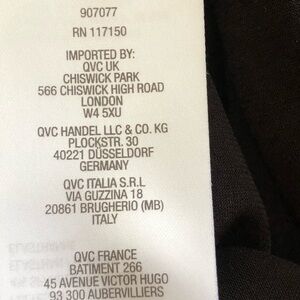 907077
RN 117150
IMPORTED BY:
QVC UK
CHISWICK PARK
566 CHISWICK HIGH ROAD
LONDON
W4 5XU
QVC HANDEL LLC & CO. KG
PLOCKSTR. 30
40221 DÜSSELDORF
GERMANY
QVC ITALIA S.R.L
VIA GUZZINA 18
20861 BRUGHERIO (MB)
ITALY
QVC FRANCE
BATIMENT 266
45 AVENUE VICTOR HUGO
93 300 AUBERVILLIERS